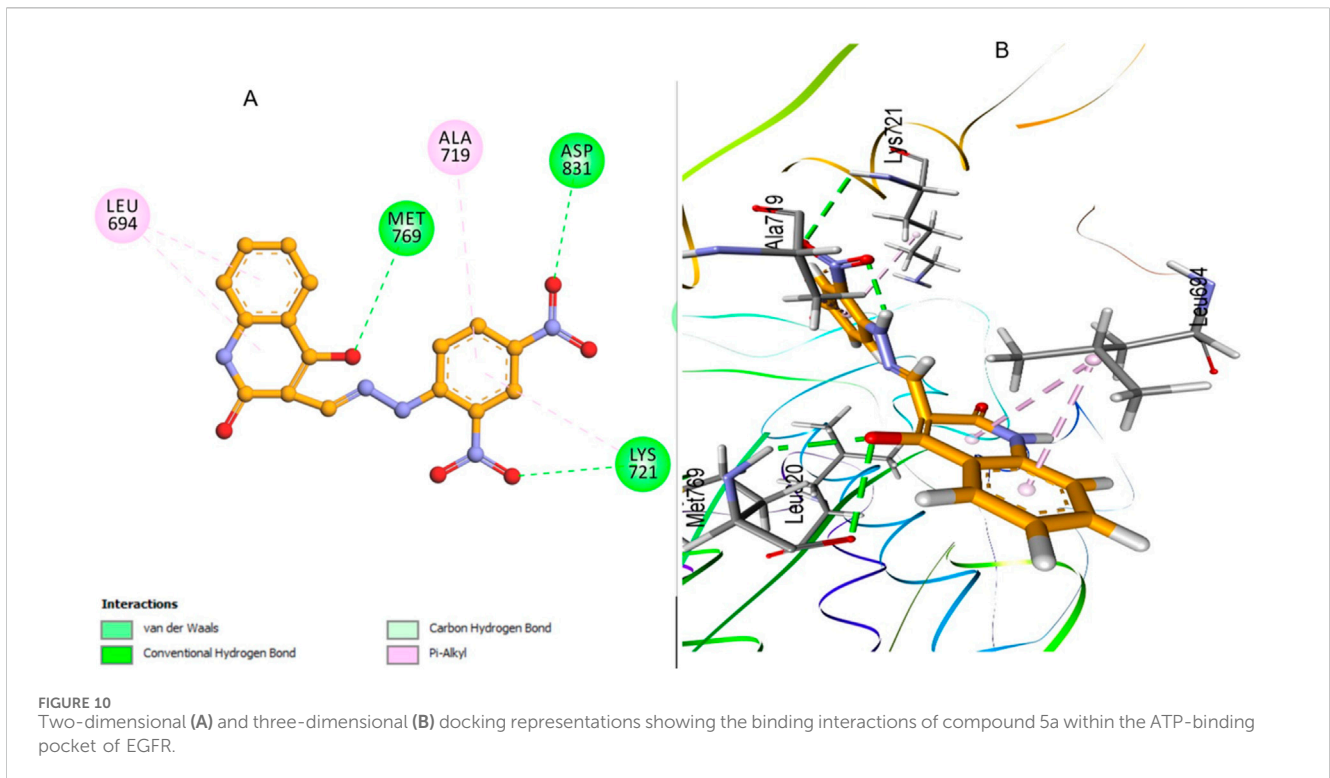 A
B
ALA
719
ASP
831
LEU
694
MET
769
LYS
721
Lys721
Ala719
Leu694
Met769
Leu820
Interactions
van der Waals
Carbon Hydrogen Bond
Conventional Hydrogen Bond
Pi-Alkyl
FIGURE 10
Two-dimensional (A) and three-dimensional (B) docking representations showing the binding interactions of compound 5a within the ATP-binding
pocket of EGFR.